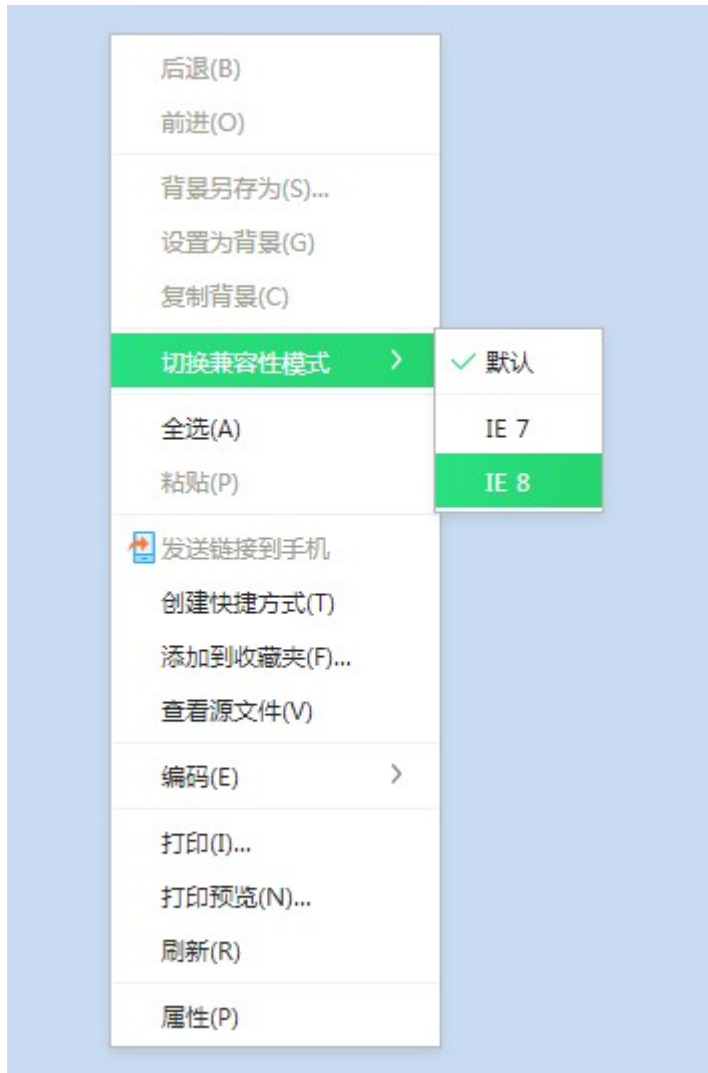 后退(B)
前进(O)
背景另存为(S)...
设置为背景(G)
复制背景(C)
切换兼容性模式
默认
IE 7
IE 8
全选(A)
粘贴(P)
发送链接到手机
创建快捷方式(T)
添加到收藏夹(F)...
查看源文件(V)
编码(E)
打印(I)...
打印预览(N)...
刷新(R)
属性(P)